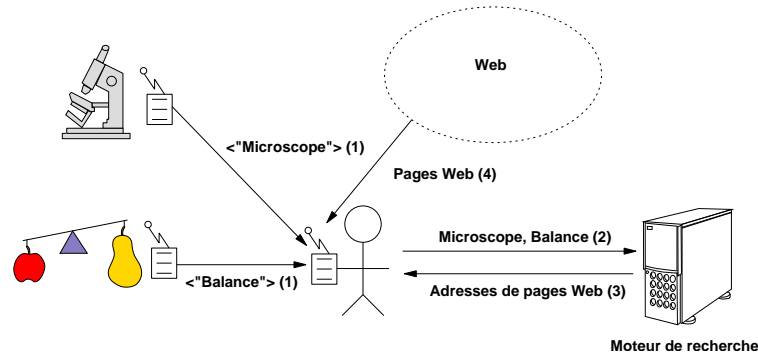 Web
<"Microscope"> (1)
Pages Web (4)
Microscope, Balance (2)
<"Balance"> (1)
Adresses de pages Web (3)
Moteur de recherche